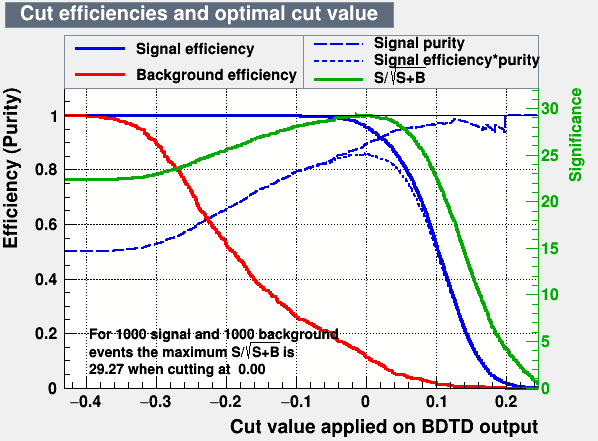 Cut efficiencies and optimal cut value
Signal efficiency
Background efficiency
Signal purity
Signal efficiency*purity
S/√S+B
Efficiency (Purity)
1
0.8
0.6
0.4
0.2
0
30
25
20
15
10
5
0
Significance
For 1000 signal and 1000 background
events the maximum S/√S+B is
29.27 when cutting at 0.00
−0.4 −0.3 −0.2 −0.1 0 0.1 0.2
Cut value applied on BDTD output